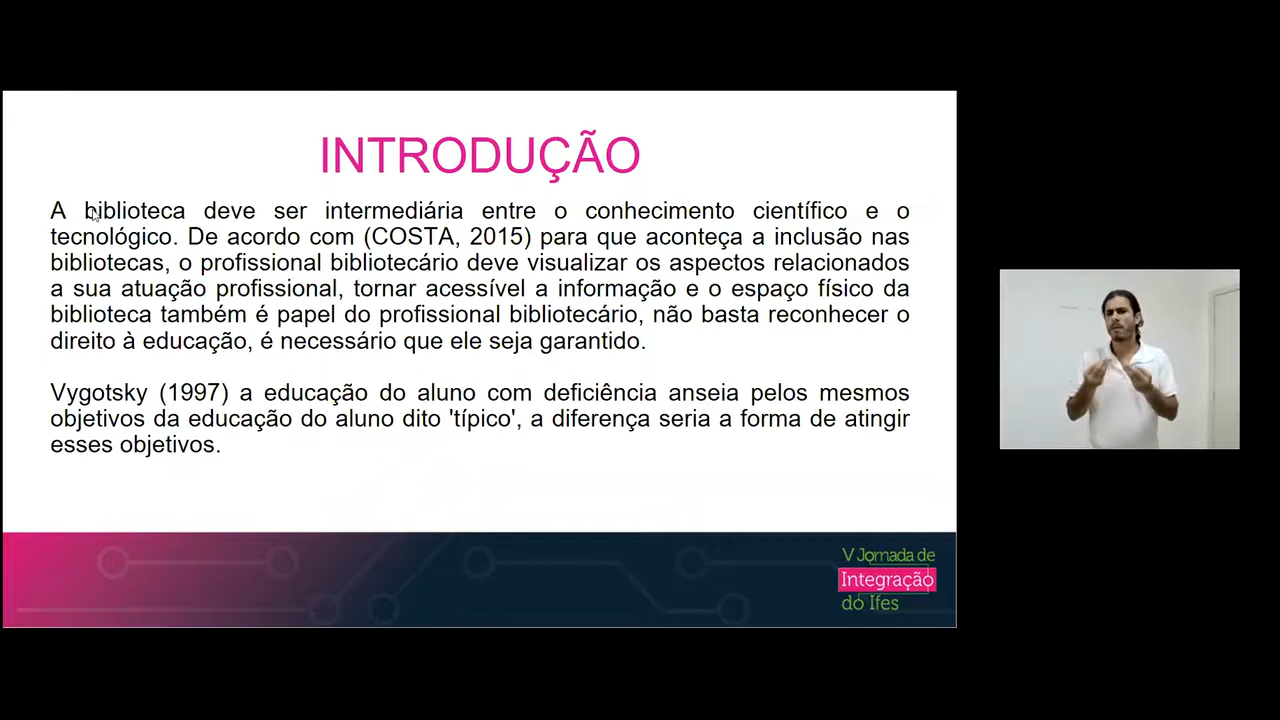 INTRODUÇÃO
A biblioteca deve ser intermediária entre o conhecimento científico e o
tecnológico. De acordo com (COSTA, 2015) para que aconteça a inclusão nas
bibliotecas, o profissional bibliotecário deve visualizar os aspectos relacionados
a sua atuação profissional, tornar acessível a informação e o espaço físico da
biblioteca também é papel do profissional bibliotecário, não basta reconhecer o
direito à educação, é necessário que ele seja garantido.
Vygotsky (1997) a educação do aluno com deficiência anseia pelos mesmos
objetivos da educação do aluno dito 'típico', a diferença seria a forma de atingir
esses objetivos.
V Jornada de
Integração
do Ifes